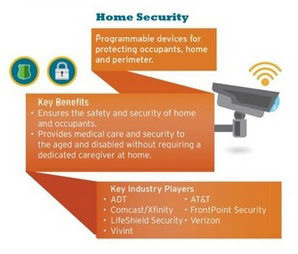 Home Security
Programmable devices for
protecting occupants, home
and perimeter.
Key Benefits
• Ensures the safety and security of home
and occupants.
• Provides medical care and security to
the aged and disabled without requiring a
dedicated caregiver at home.
Key Industry Players
• ADT • AT&T
• Comcast/Xfinity • FrontPoint Security
• LifeShield Security • Verizon
• Vivint